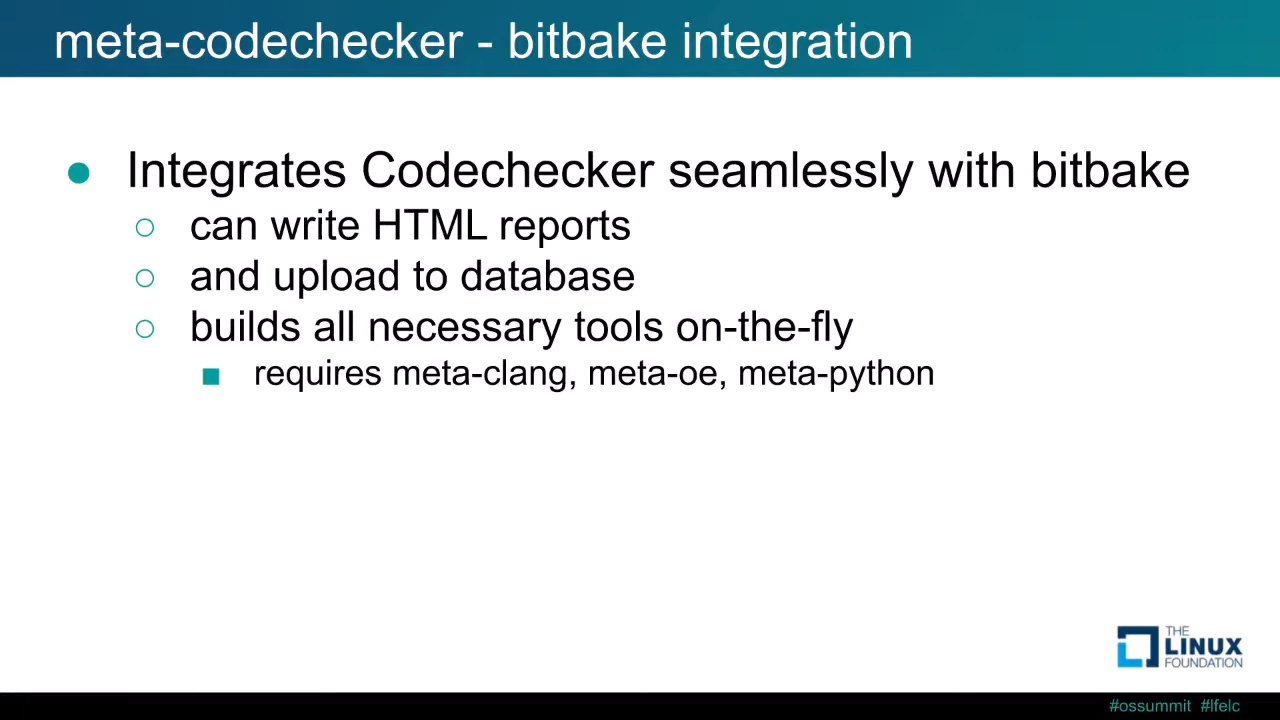 meta-codechecker - bitbake integration
● Integrates Codechecker seamlessly with bitbake
○ can write HTML reports
○ and upload to database
○ builds all necessary tools on-the-fly
■ requires meta-clang, meta-oe, meta-python
THE
LINUX
FOUNDATION
#ossummit #lfelc